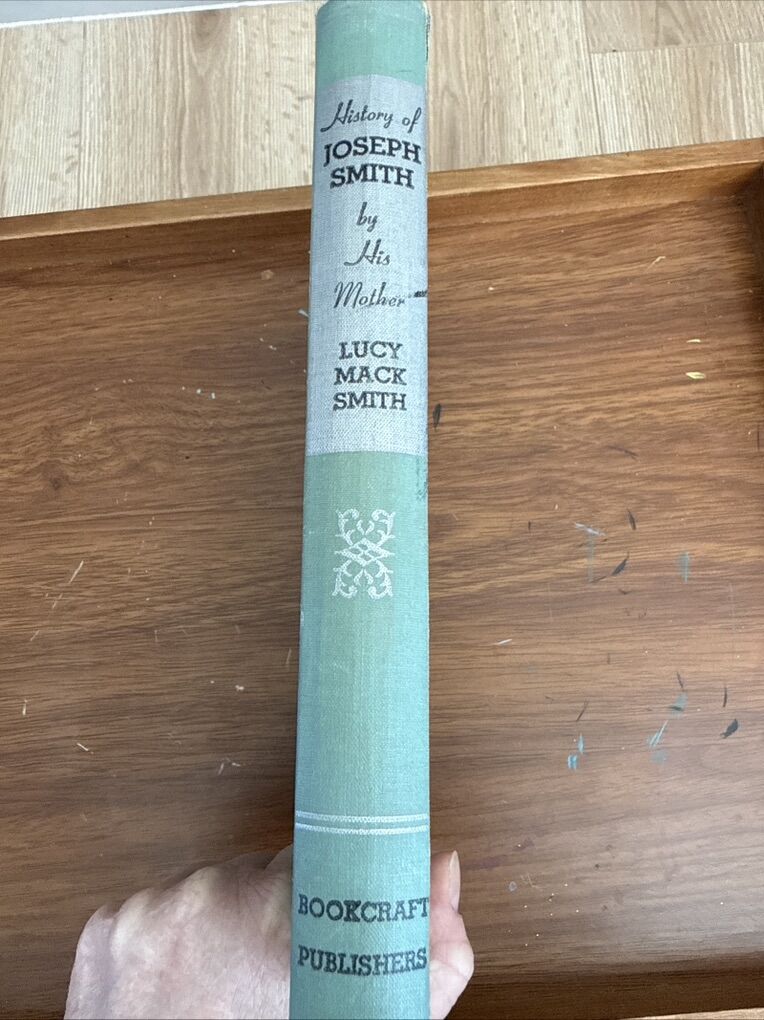 History of
JOSEPH
SMITH
by
His
Mother
LUCY
MACK
SMITH
BOOKCRAFT
PUBLISHERS